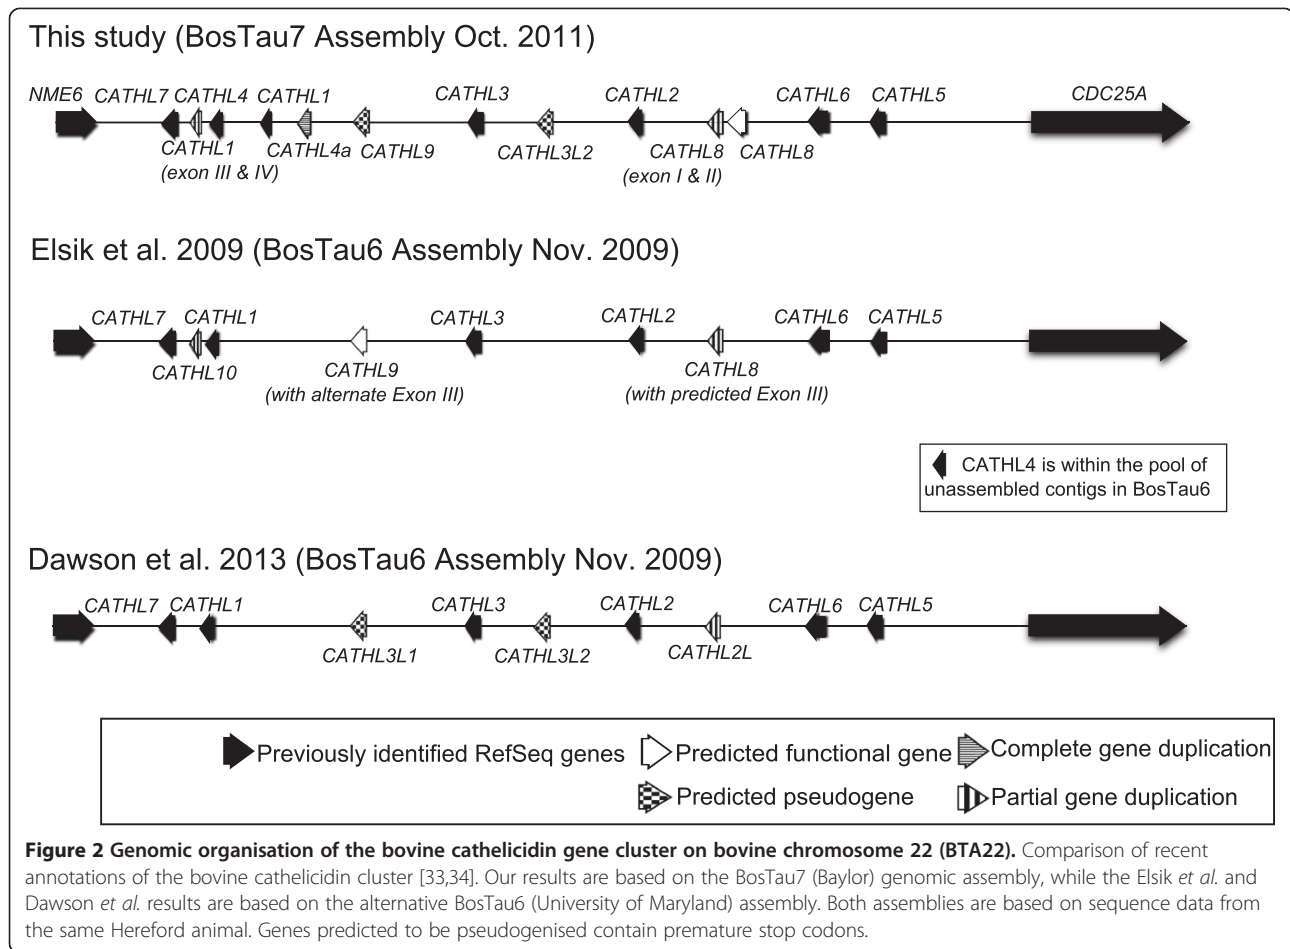 This study (BosTau7 Assembly Oct. 2011)
NME6 CATHL7 CATHL4 CATHL1 CATHL3 CATHL2 CATHL6 CATHL5 CDC25A
CATHL1 CATHL4a CATHL9 CATHL3L2 CATHL8 CATHL8
(exon III & IV) (exon I & II)
Elsik et al. 2009 (BosTau6 Assembly Nov. 2009)
CATHL7 CATHL1 CATHL3 CATHL2 CATHL6 CATHL5
CATHL10 CATHL9 CATHL8
(with alternate Exon III) (with predicted Exon III)
CATHL4 is within the pool of
unassembled contigs in BosTau6
Dawson et al. 2013 (BosTau6 Assembly Nov. 2009)
CATHL7 CATHL1 CATHL3 CATHL2 CATHL6 CATHL5
CATHL3L1 CATHL3L2 CATHL2L
Previously identified RefSeq genes Predicted functional gene Complete gene duplication
Predicted pseudogene Partial gene duplication
Figure 2 Genomic organisation of the bovine cathelicidin gene cluster on bovine chromosome 22 (BTA22). Comparison of recent
annotations of the bovine cathelicidin cluster [33,34]. Our results are based on the BosTau7 (Baylor) genomic assembly, while the Elsik et al. and
Dawson et al. results are based on the alternative BosTau6 (University of Maryland) assembly. Both assemblies are based on sequence data from
the same Hereford animal. Genes predicted to be pseudogenised contain premature stop codons.